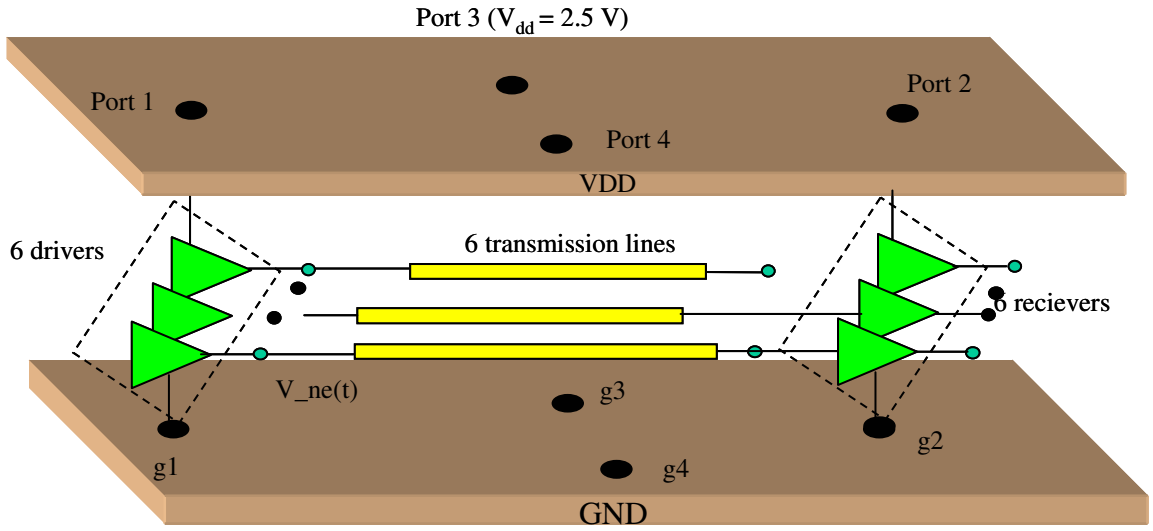 Port 3 (Vdd = 2.5 V)
Port 1
Port 2
Port 4
VDD
6 drivers
6 transmission lines
6 recievers
V_ne(t)
g3
g1
g2
g4
GND